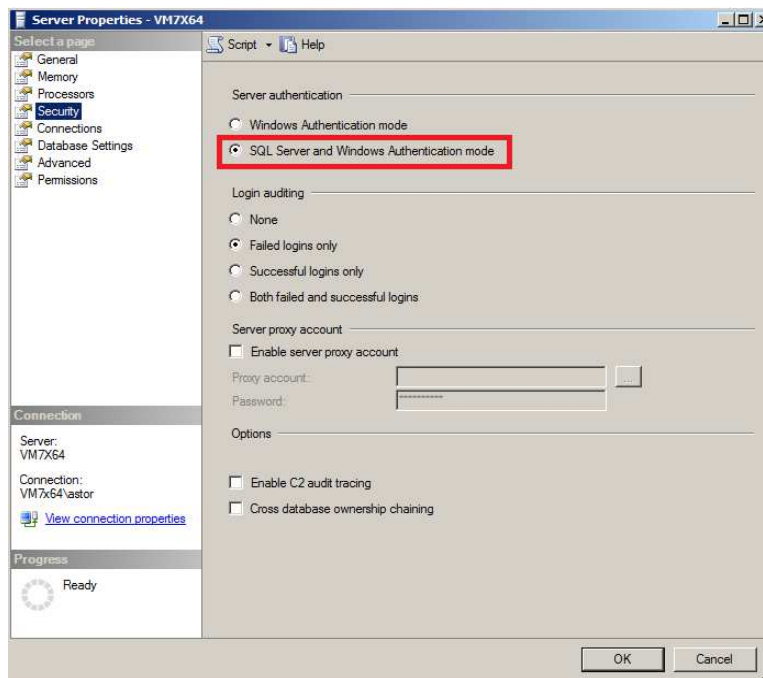 Server Properties - VM7X64
Select a page
General
Memory
Processors
Security
Connections
Database Settings
Advanced
Permissions
Script
Help
Server authentication
Windows Authentication mode
SQL Server and Windows Authentication mode
Login auditing
None
Failed logins only
Successful logins only
Both failed and successful logins
Server proxy account
Enable server proxy account
Proxy account:
...
Password:
**********
Options
Enable C2 audit tracing
Cross database ownership chaining
Connection
Server:
VM7X64
Connection:
VM7x64\astor
View connection properties
Progress
Ready
OK
Cancel